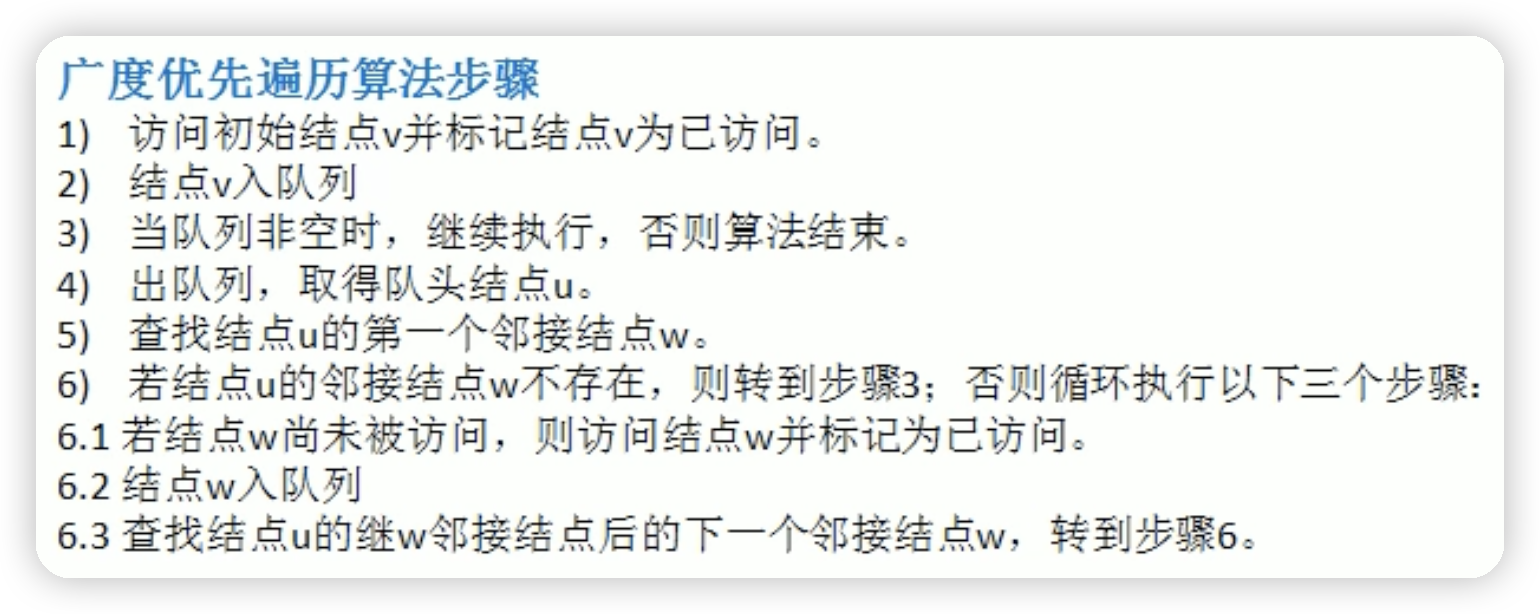 广度优先遍历算法步骤
1) 访问初始结点v并标记结点v为已访问。
2) 结点v入队列
3) 当队列非空时，继续执行，否则算法结束。
4) 出队列，取得队头结点u。
5) 查找结点u的第一个邻接结点w。
6) 若结点u的邻接结点w不存在，则转到步骤3；否则循环执行以下三个步骤：
6.1 若结点w尚未被访问，则访问结点w并标记为已访问。
6.2 结点w入队列
6.3 查找结点u的继w邻接结点后的下一个邻接结点w，转到步骤6。